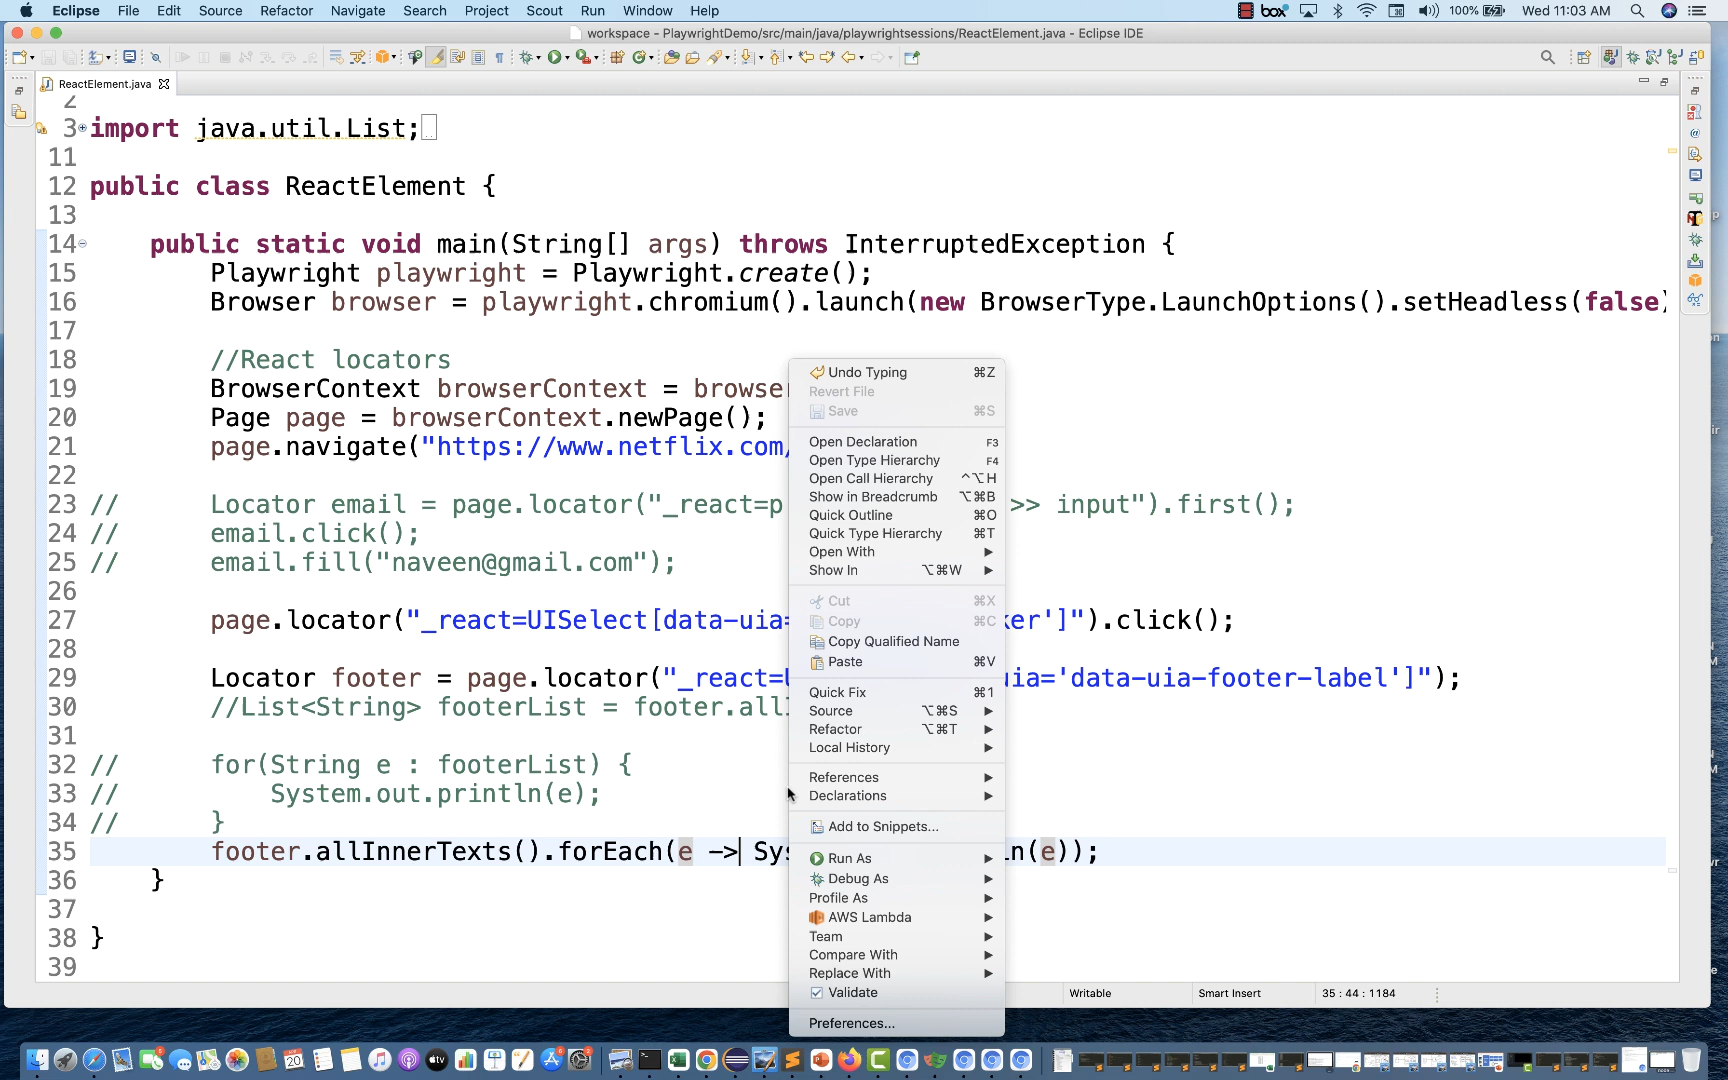 Eclipse File Edit Source Refactor Navigate Search Project Scout Run Window Help
box 100% Wed 11:03 AM
workspace - PlaywrightDemo/src/main/java/playwrightsessions/ReactElement.java - Eclipse IDE
ReactElement.java
2
3 import java.util.List;
11
12 public class ReactElement {
13
14 public static void main(String[] args) throws InterruptedException {
15 Playwright playwright = Playwright.create();
16 Browser browser = playwright.chromium().launch(new BrowserType.LaunchOptions().setHeadless(false)
17
18 //React locators
19 BrowserContext browserContext = browse
20 Page page = browserContext.newPage();
21 page.navigate("https://www.netflix.com/
22
23 // Locator email = page.locator("_react=p >> input").first();
24 // email.click();
25 // email.fill("naveen@gmail.com");
26
27 page.locator("_react=UISelect[data-uia= ker']").click();
28
29 Locator footer = page.locator("_react= uia='data-uia-footer-label']");
30 //List<String> footerList = footer.all
31
32 // for(String e : footerList) {
33 // System.out.println(e);
34 // }
35 footer.allInnerTexts().forEach(e -> Sys n(e));
36 }
37
38 }
39
Undo Typing ⌘Z
Revert File
Save ⌘S
Open Declaration F3
Open Type Hierarchy F4
Open Call Hierarchy ^⌥H
Show in Breadcrumb ⌥⌘B
Quick Outline ⌘O
Quick Type Hierarchy ⌘T
Open With
Show In ⌥⌘W
Cut ⌘X
Copy ⌘C
Copy Qualified Name
Paste ⌘V
Quick Fix ⌘1
Source ⌥⌘S
Refactor ⌥⌘T
Local History
References
Declarations
Add to Snippets...
Run As
Debug As
Profile As
AWS Lambda
Team
Compare With
Replace With
Validate
Preferences...
Writable Smart Insert 35 : 44 : 1184